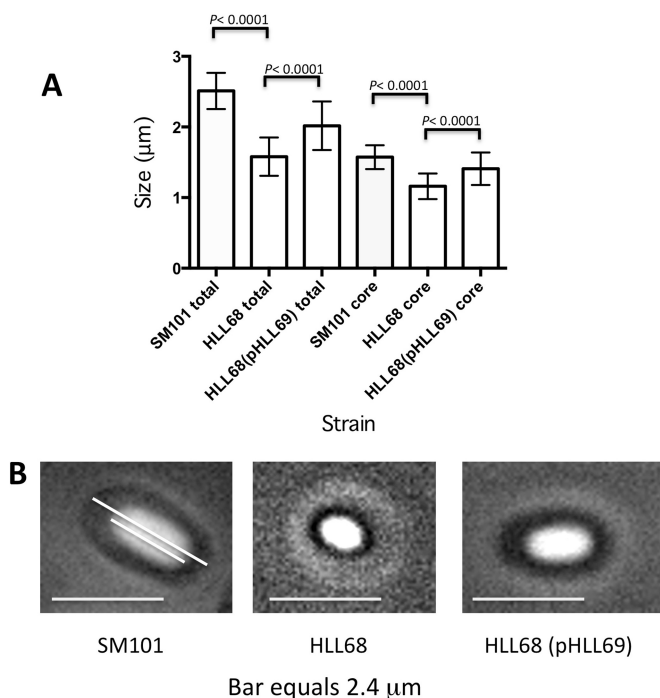 A
P< 0.0001
P< 0.0001
P< 0.0001
P< 0.0001
Size (μm)
3
2
1
0
SM101 total
HLL68 total
HLL68(pHLL69) total
SM101 core
HLL68 core
HLL68(pHLL69) core
Strain
B
SM101
HLL68
HLL68 (pHLL69)
Bar equals 2.4 μm